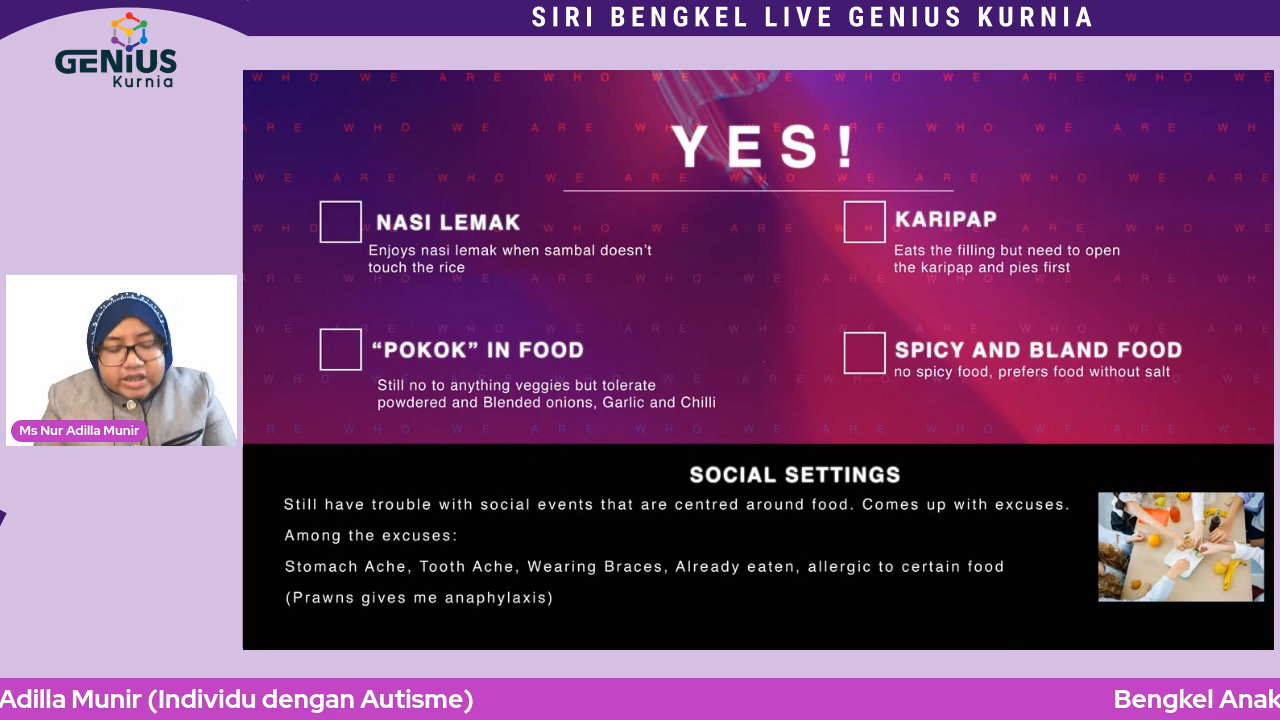 SIRI BENGKEL LIVE GENIUS KURNIA
GENIUS
Kurnia
W H O W E A R E W H O W E A R E W H O W E A R E W H O W E
YES!
NASI LEMAK
Enjoys nasi lemak when sambal doesn't
touch the rice
KARIPAP
Eats the filling but need to open
the karipap and pies first
“POKOK” IN FOOD
Still no to anything veggies but tolerate
powdered and Blended onions, Garlic and Chilli
SPICY AND BLAND FOOD
no spicy food, prefers food without salt
Ms Nur Adilla Munir
SOCIAL SETTINGS
Still have trouble with social events that are centred around food. Comes up with excuses.
Among the excuses:
Stomach Ache, Tooth Ache, Wearing Braces, Already eaten, allergic to certain food
(Prawns gives me anaphylaxis)
Adilla Munir (Individu dengan Autisme)
Bengkel Anak